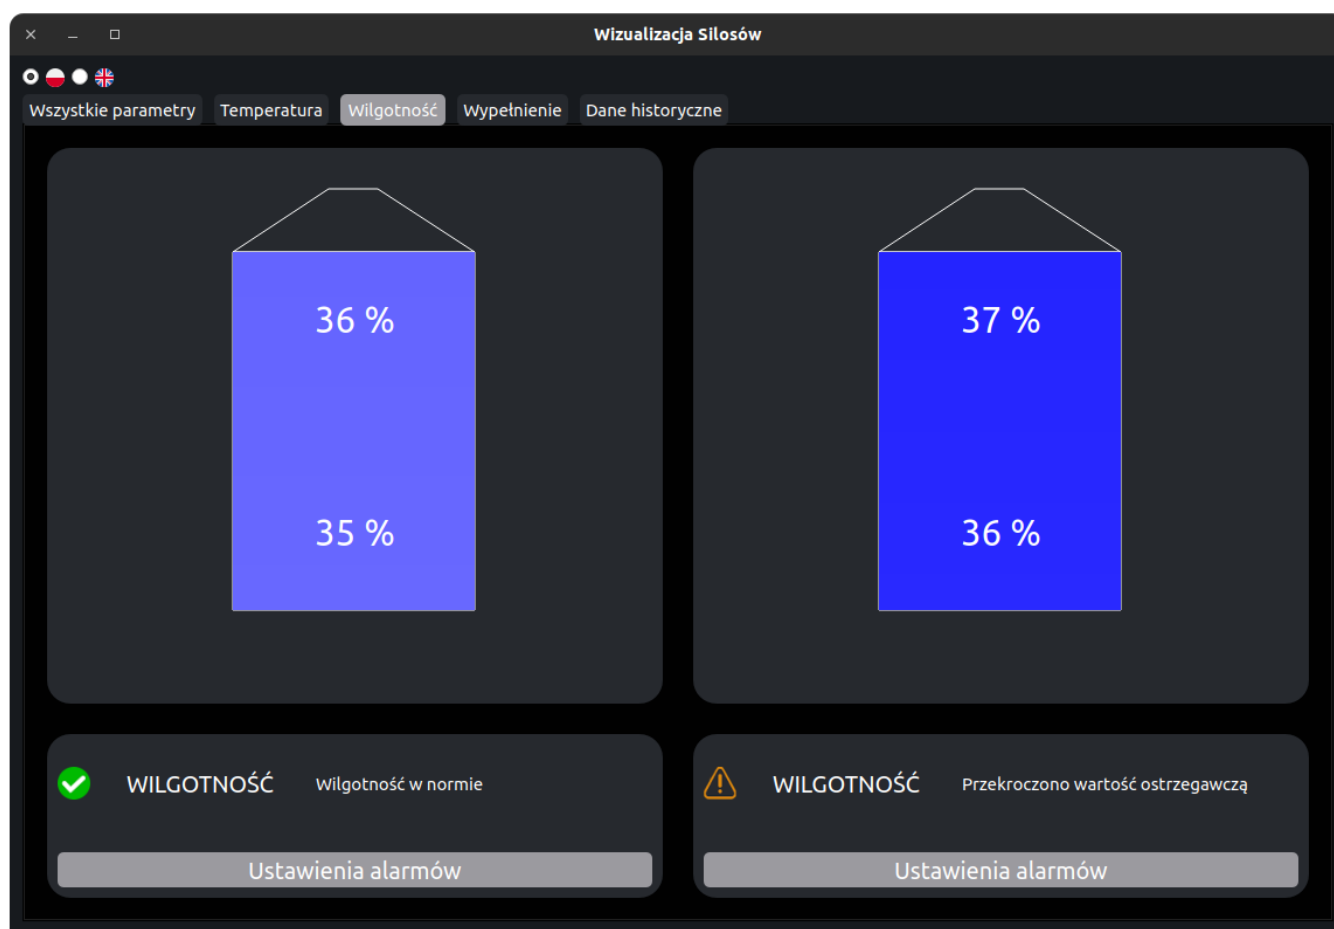 Wizualizacja Silosów
Wszystkie parametry Temperatura Wilgotność Wypełnienie Dane historyczne
36 %
35 %
37 %
36 %
WILGOTNOŚĆ Wilgotność w normie
Ustawienia alarmów
WILGOTNOŚĆ Przekroczono wartość ostrzegawczą
Ustawienia alarmów